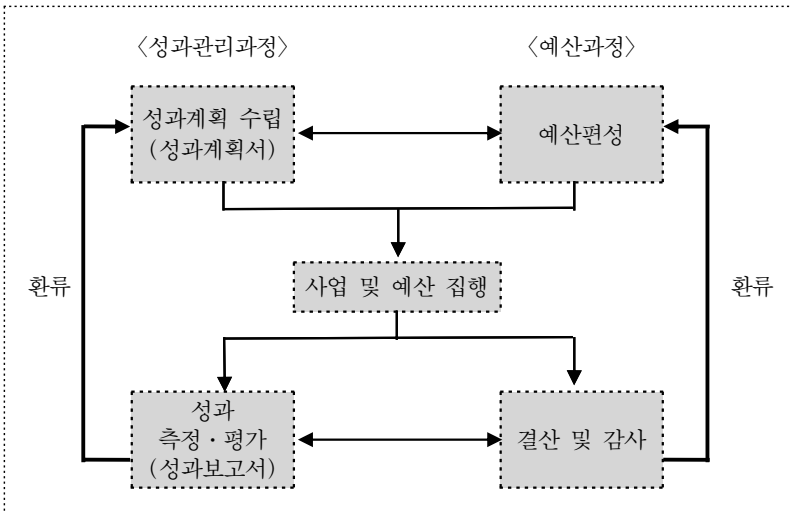 〈성과관리과정〉
〈예산과정〉
성과계획 수립
(성과계획서)
예산편성
환류
사업 및 예산 집행
환류
성과
측정·평가
(성과보고서)
결산 및 감사